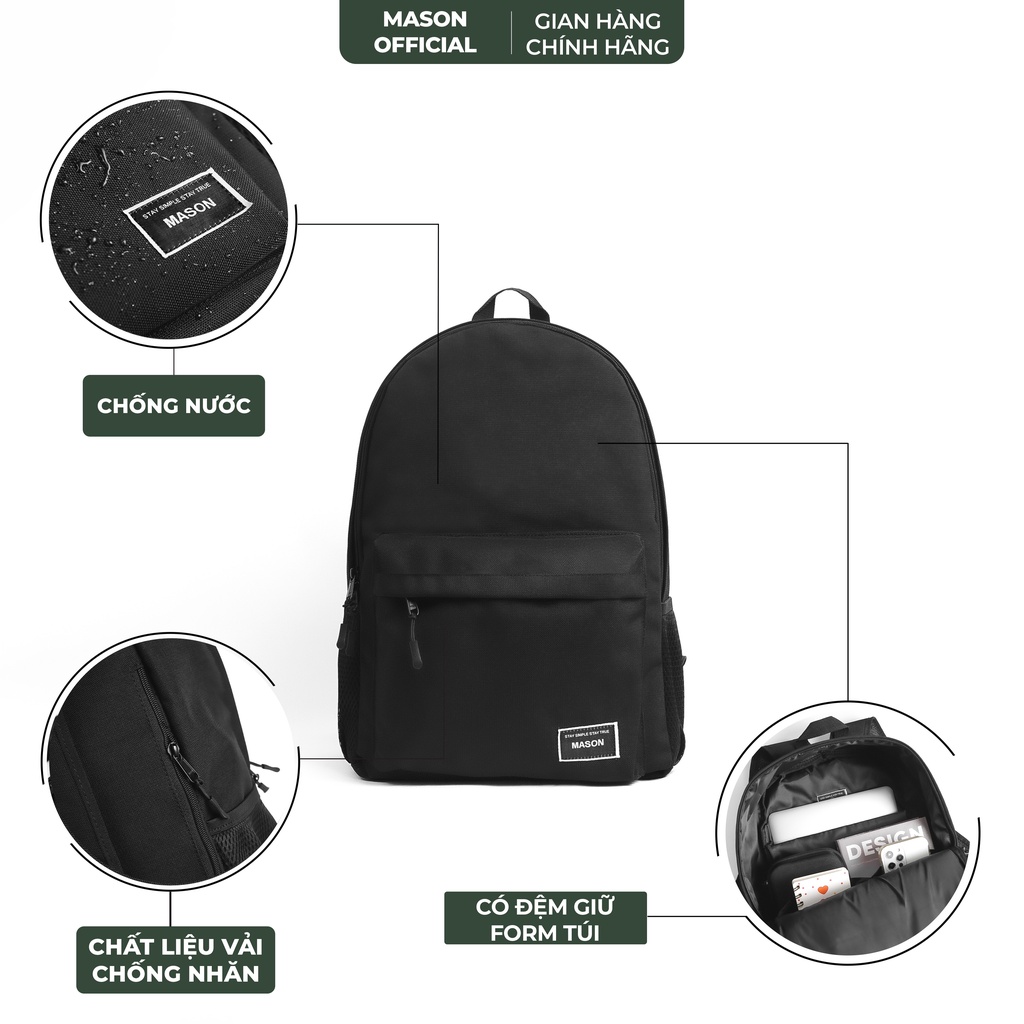 MASON
OFFICIAL
GIAN HÀNG
CHÍNH HÃNG
STAY SIMPLE STAY TRUE
MASON
CHỐNG NƯỚC
STAY SIMPLE STAY TRUE
MASON
DESIGN
CÓ ĐỆM GIỮ
FORM TÚI
CHẤT LIỆU VẢI
CHỐNG NHĂN